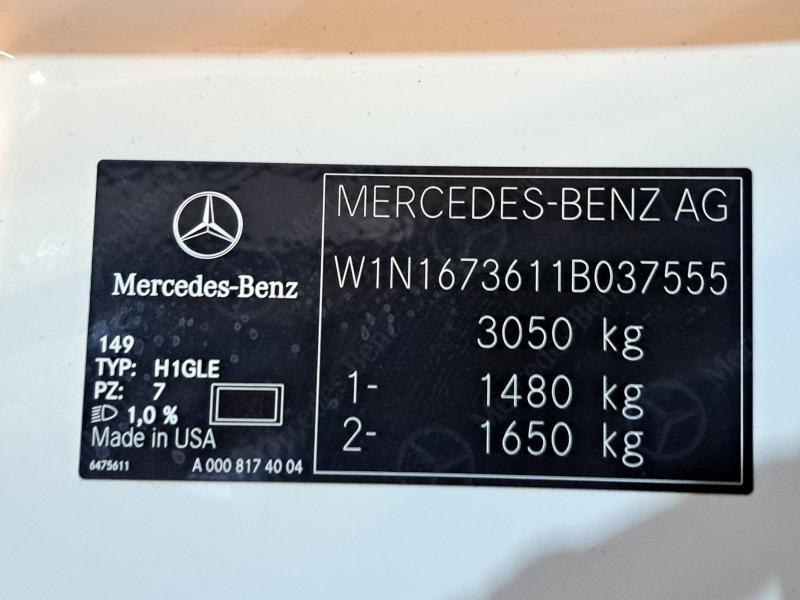 Mercedes-Benz
149
TYP: H1GLE
PZ: 7
1,0 %
Made in USA
6475611 A 000 817 40 04
MERCEDES-BENZ AG
W1N1673611B037555
3050 kg
1- 1480 kg
2- 1650 kg